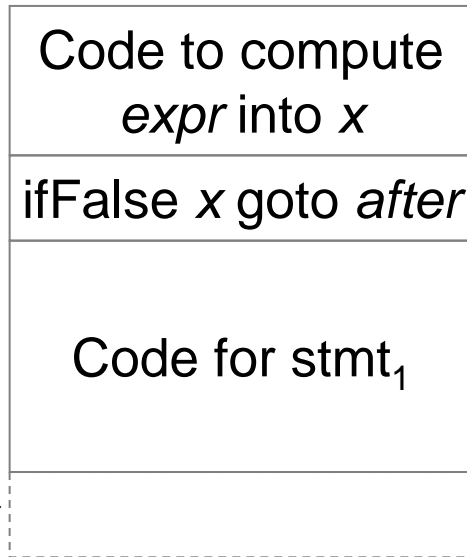 Code to compute
expr into x
ifFalse x goto after
Code for stmt₁